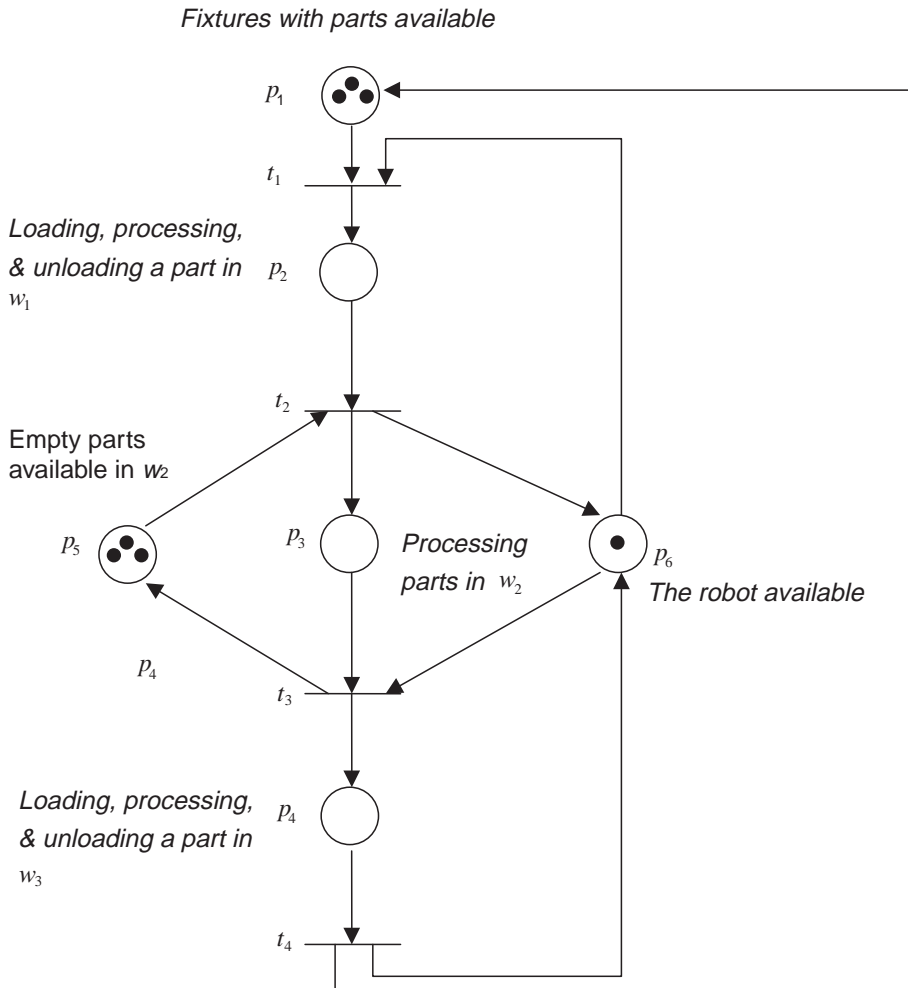 Fixtures with parts available
p₁
t₁
Loading, processing,
& unloading a part in
w₁
p₂
t₂
Empty parts
available in w₂
p₅
p₃
Processing
parts in w₂
p₆
The robot available
p₄
t₃
Loading, processing,
& unloading a part in
w₃
p₄
t₄